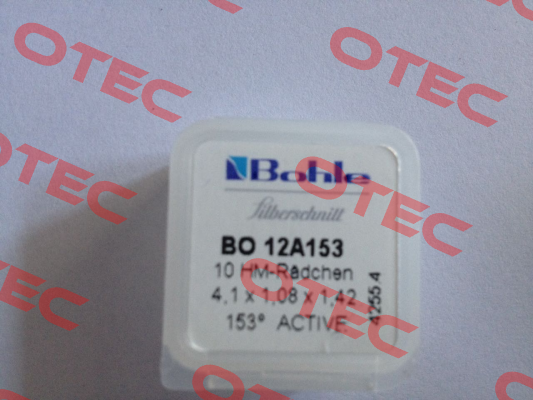 Bohle
Silberschnitt
BO 12A153
10 HM-Rädchen
4,1 x 1,08 x 1,42
153° ACTIVE
4255 4
OTEC
OTEC
OTEC
OTEC
OTEC
OTEC
OTEC
OTEC